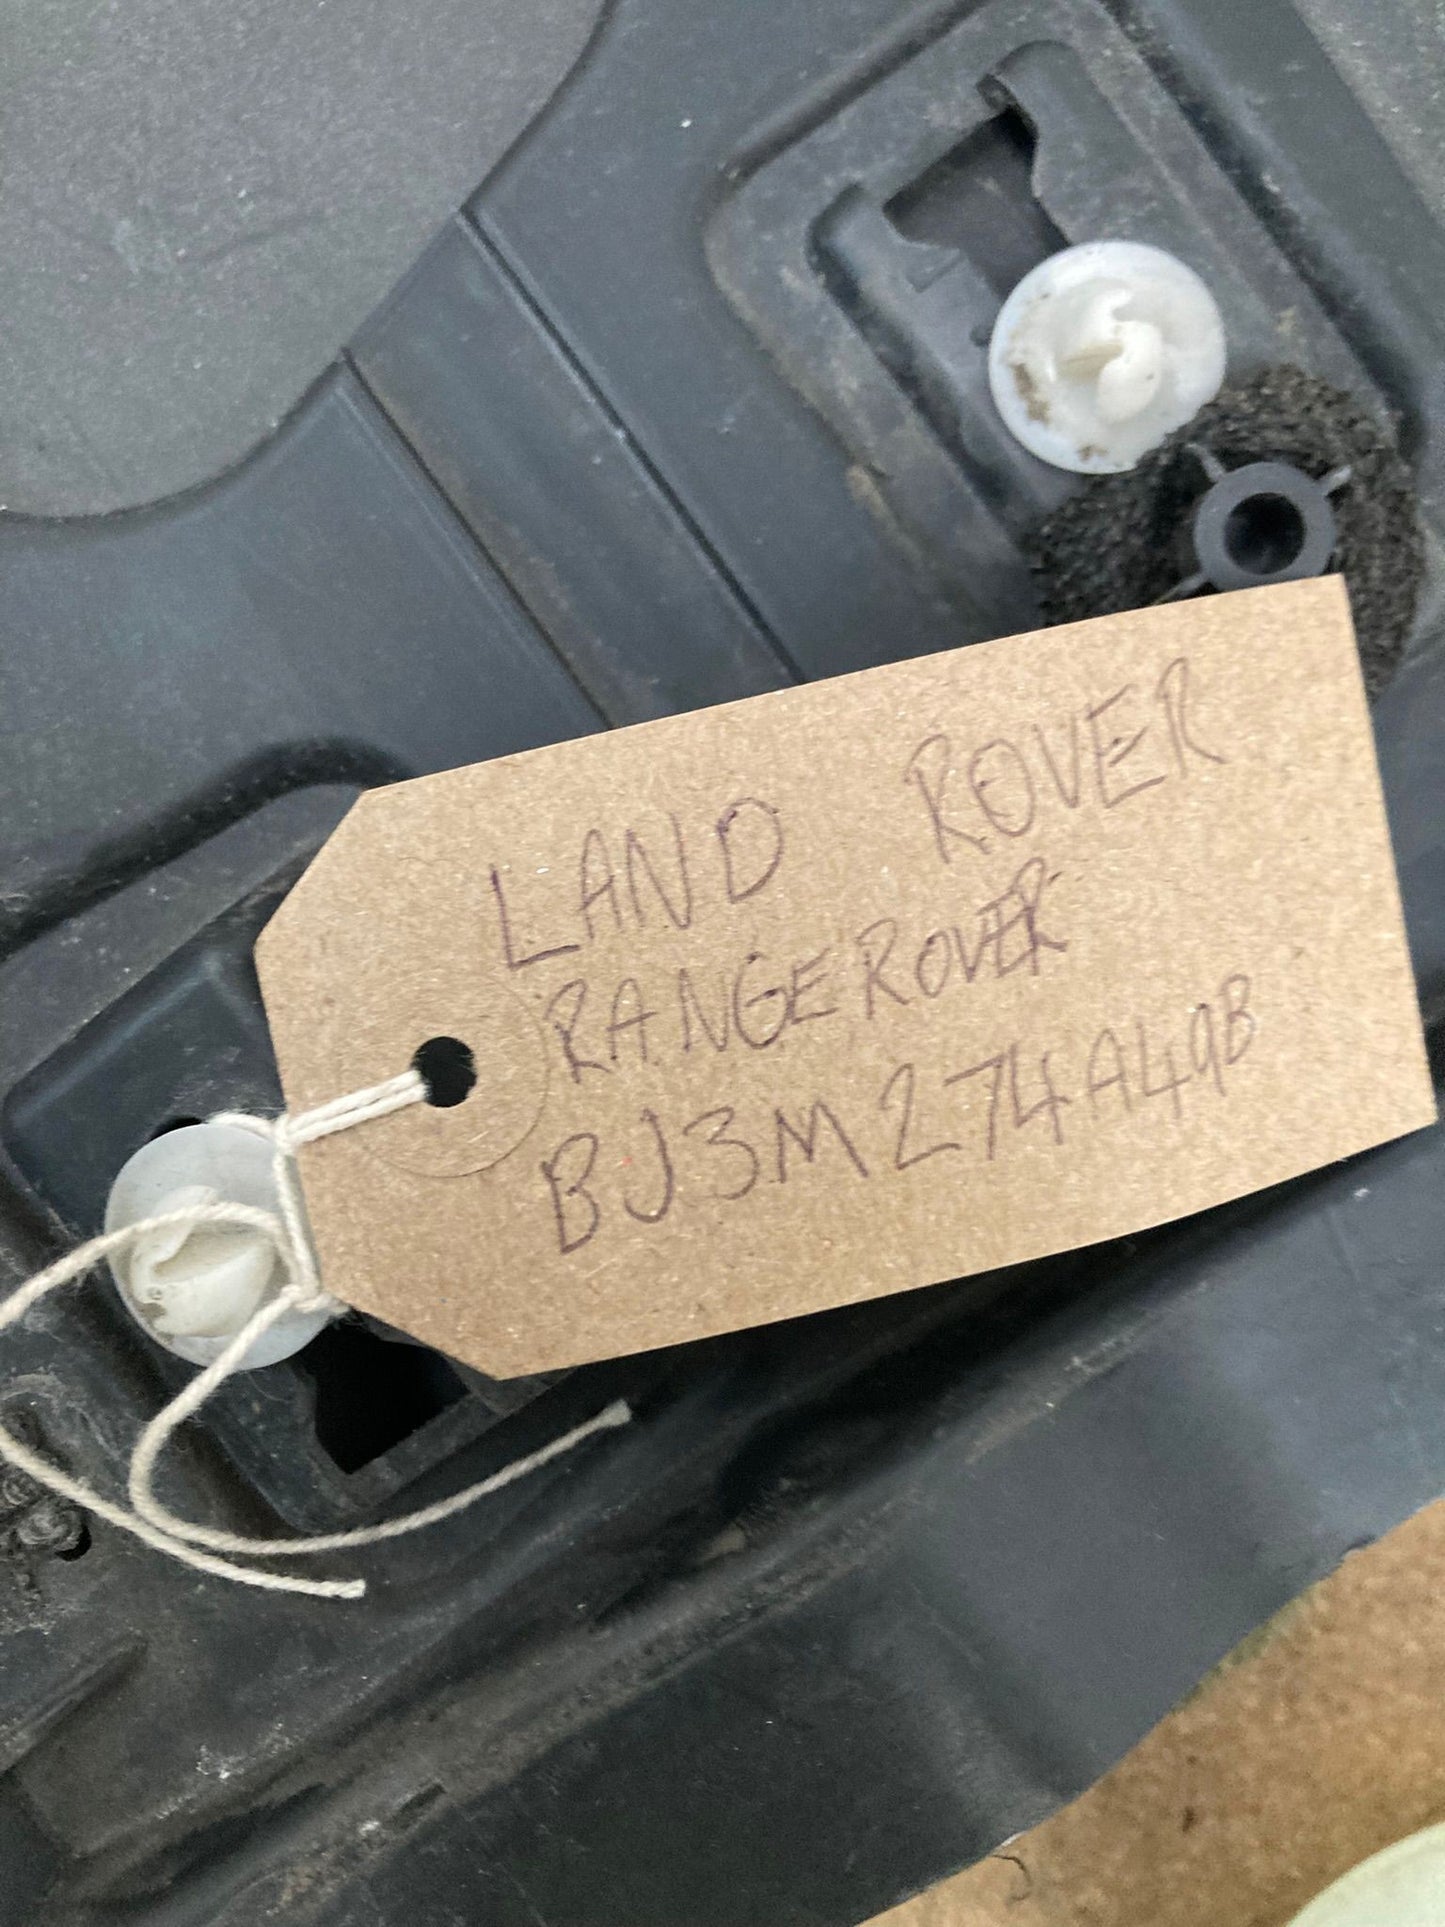 LAND ROVER
RANGE ROVER
BJ3M 274A49B